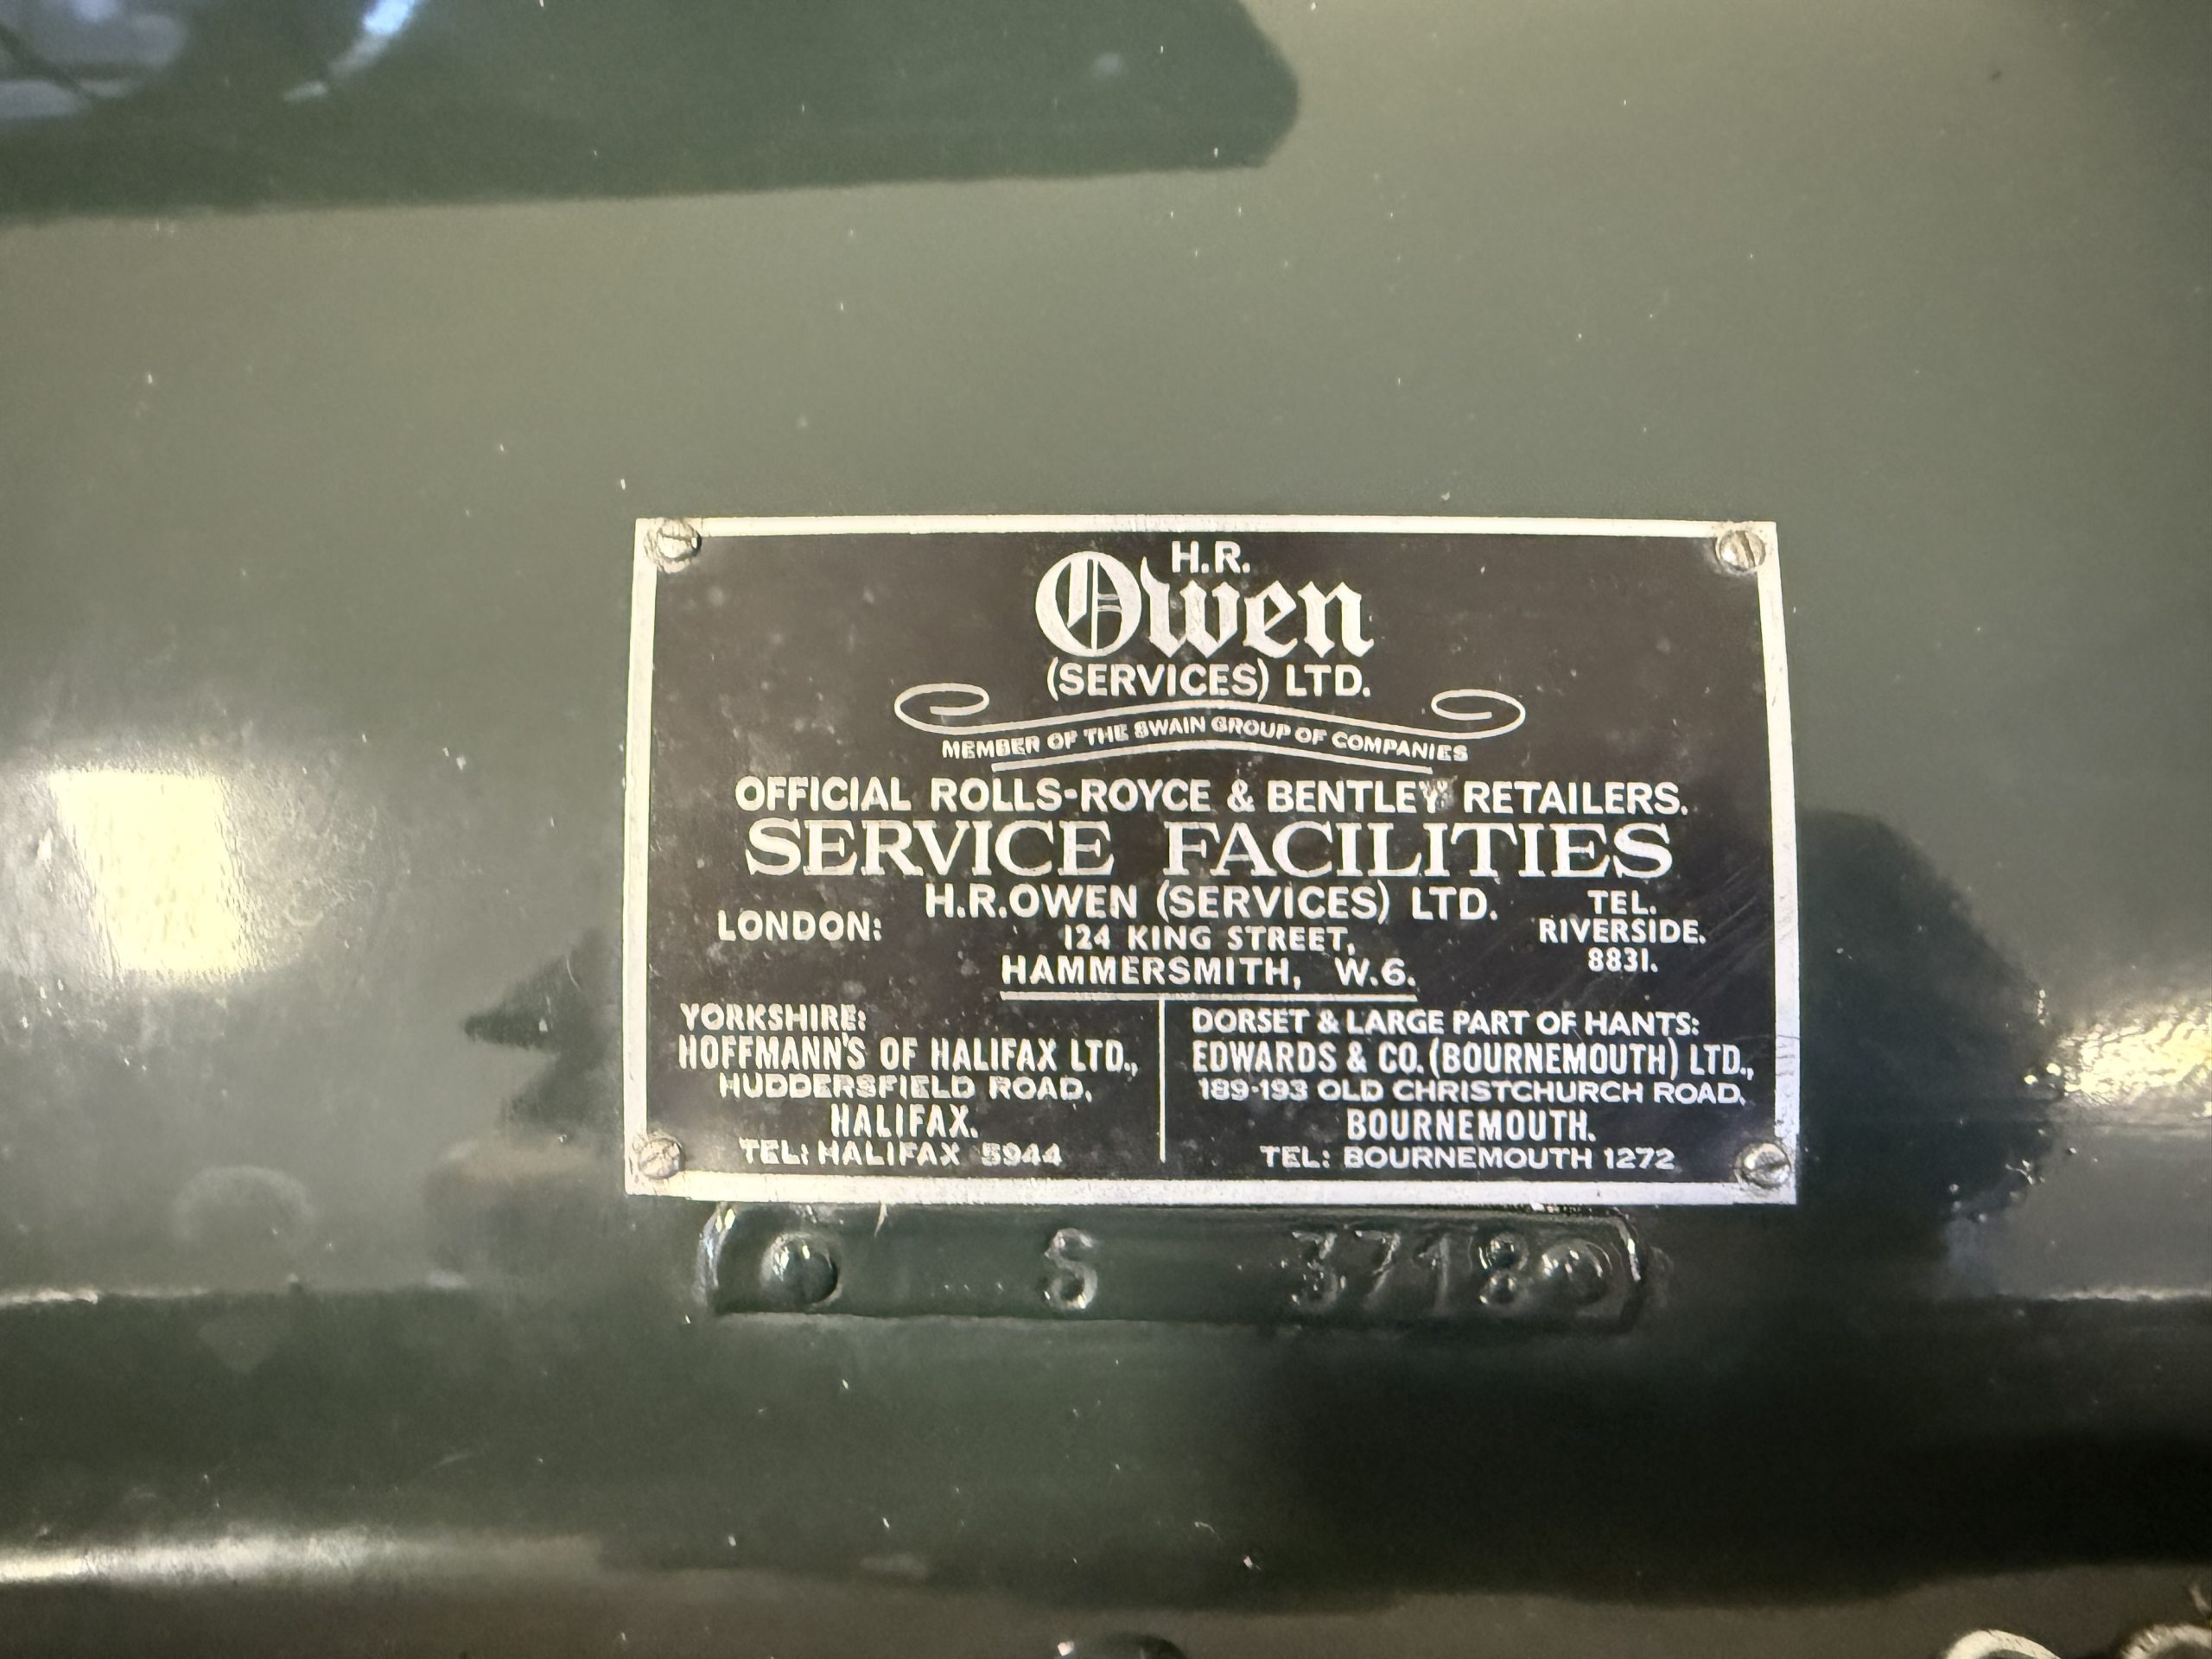 H.R.
Owen
(SERVICES) LTD.
MEMBER OF THE SWAIN GROUP OF COMPANIES
OFFICIAL ROLLS-ROYCE & BENTLEY RETAILERS.
SERVICE FACILITIES
LONDON:
H.R.OWEN (SERVICES) LTD.
124 KING STREET,
HAMMERSMITH, W.6.
TEL.
RIVERSIDE.
8831.
YORKSHIRE:
HOFFMANN'S OF HALIFAX LTD.,
HUDDERSFIELD ROAD,
HALIFAX.
TEL: HALIFAX 5944
DORSET & LARGE PART OF HANTS:
EDWARDS & CO. (BOURNEMOUTH) LTD.,
189-193 OLD CHRISTCHURCH ROAD,
BOURNEMOUTH.
TEL: BOURNEMOUTH 1272
S 3718